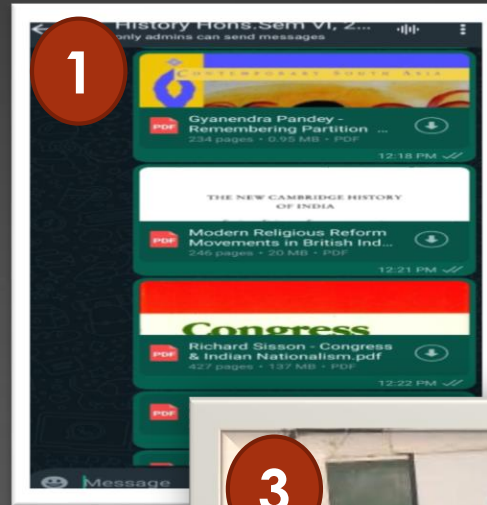 1
History Hons.Sem VI, 2...
only admins can send messages
CONTEMPORARY SOUTH ASIA
PDF
Gyanendra Pandey -
Remembering Partition ...
234 pages • 0.95 MB • PDF
12:18 PM
THE NEW CAMBRIDGE HISTORY
OF INDIA
PDF
Modern Religious Reform
Movements in British Ind...
246 pages • 20 MB • PDF
12:21 PM
Congress
PDF
Richard Sisson - Congress
& Indian Nationalism.pdf
427 pages • 137 MB • PDF
12:22 PM
PDF
Message
3